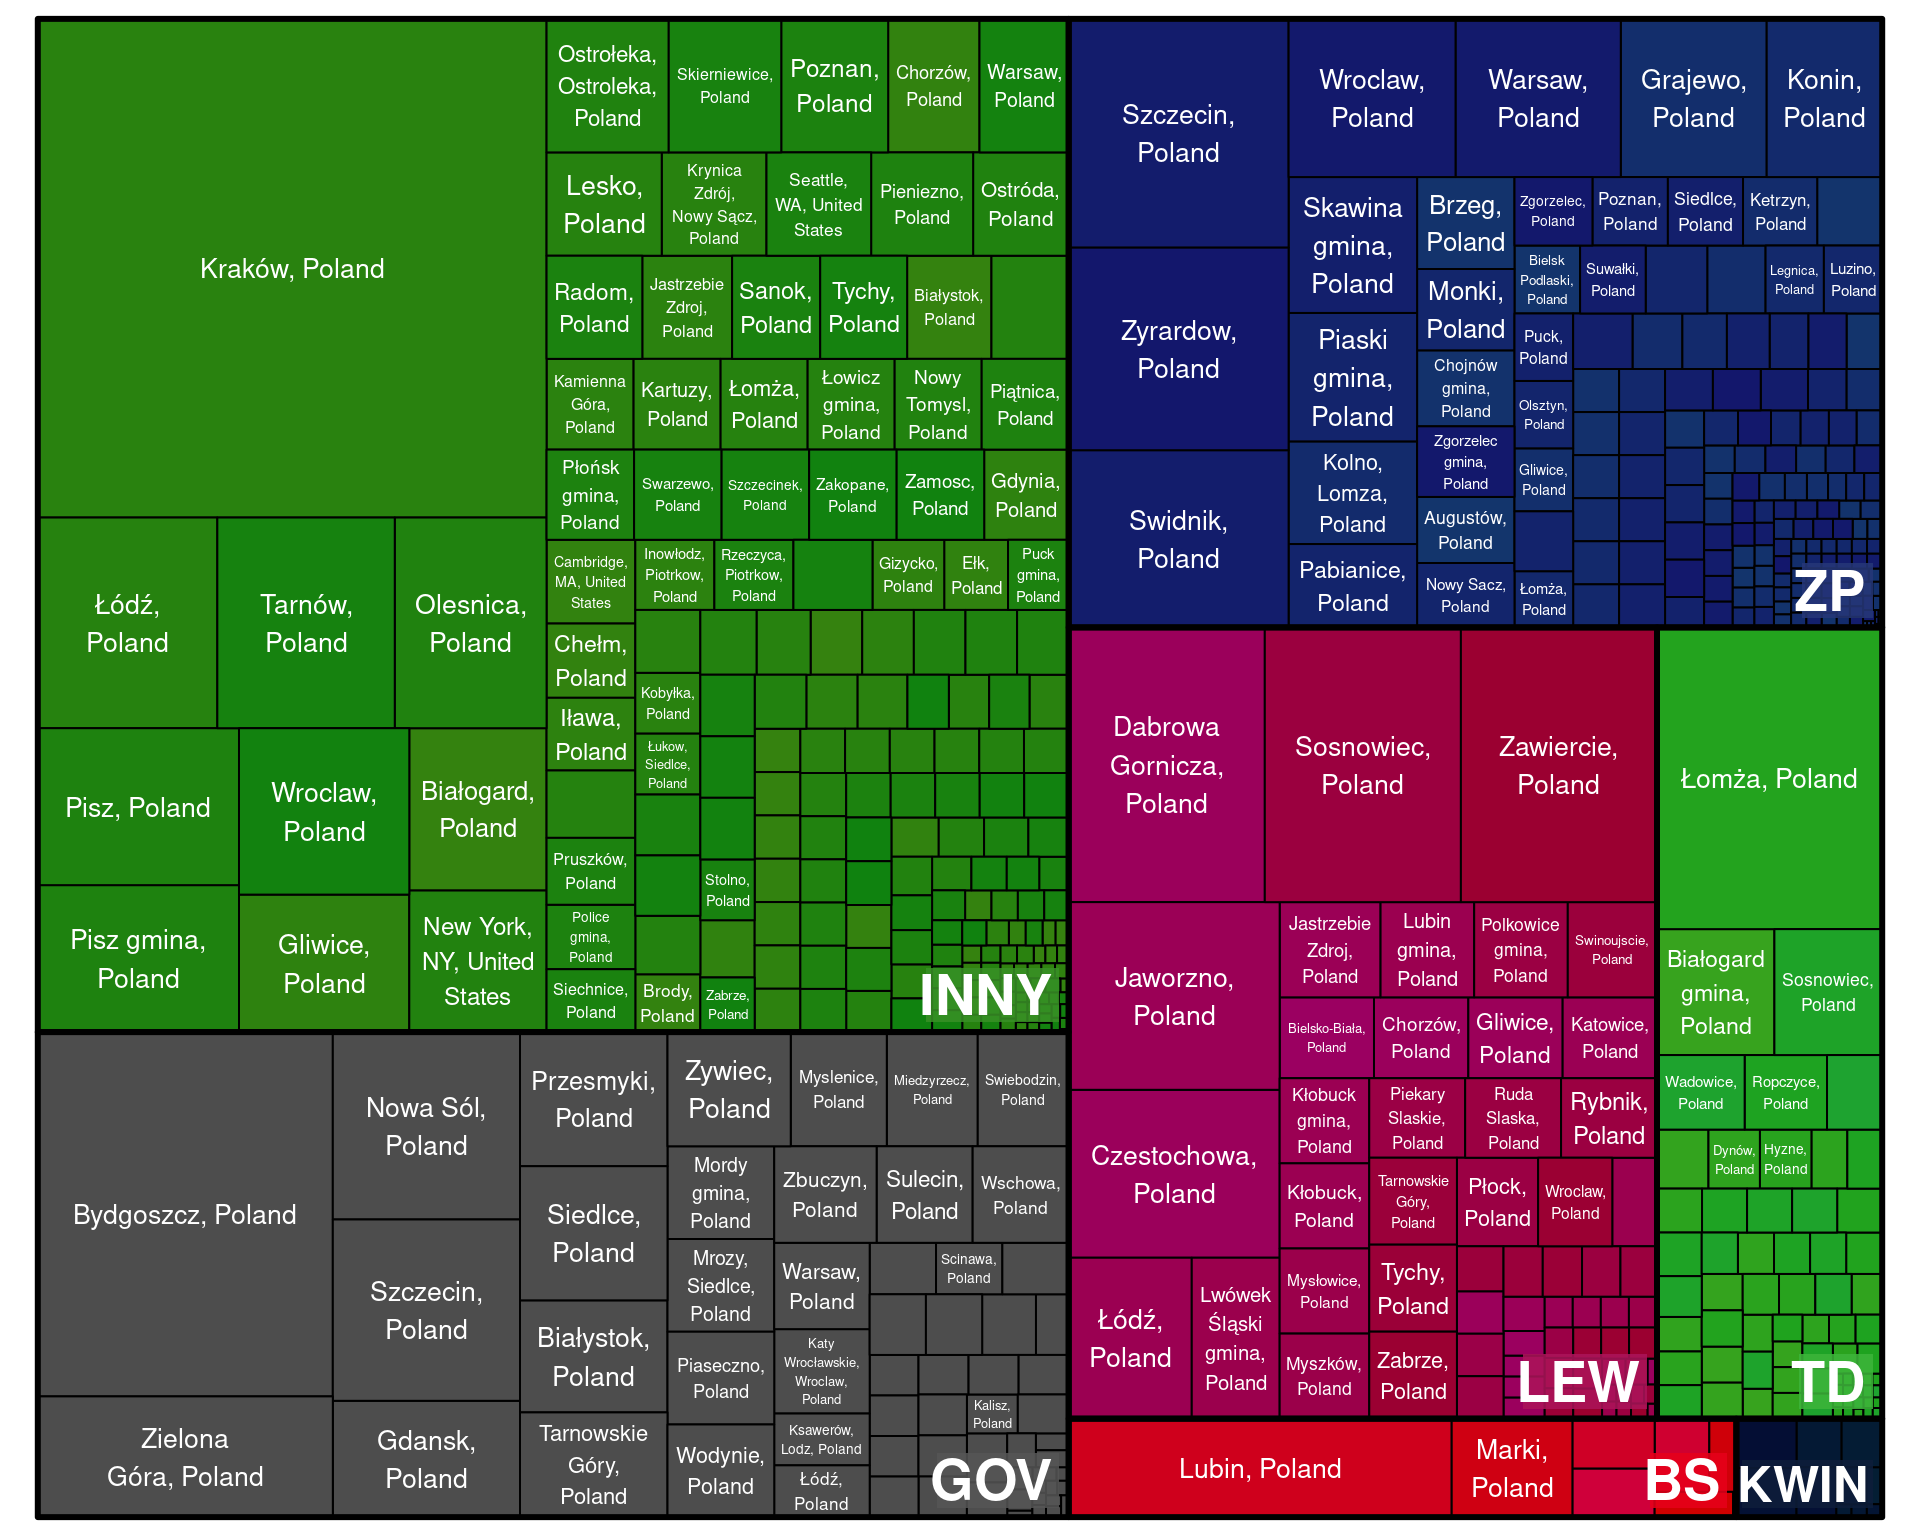 Kraków, Poland
Łódź,
Poland
Tarnów,
Poland
Olesnica,
Poland
Pisz, Poland
Wroclaw,
Poland
Białogard,
Poland
Pisz gmina,
Poland
Gliwice,
Poland
New York,
NY, United
States
Ostrołeka,
Ostroleka,
Poland
Skierniewice,
Poland
Poznan,
Poland
Chorzów,
Poland
Warsaw,
Poland
Lesko,
Poland
Krynica
Zdrój,
Nowy Sącz,
Poland
Seattle,
WA, United
States
Pieniezno,
Poland
Ostróda,
Poland
Radom,
Poland
Jastrzebie
Zdroj,
Poland
Sanok,
Poland
Tychy,
Poland
Białystok,
Poland
Kamienna
Góra,
Poland
Kartuzy,
Poland
Łomża,
Poland
Łowicz
gmina,
Poland
Nowy
Tomysl,
Poland
Piątnica,
Poland
Płońsk
gmina,
Poland
Swarzewo,
Poland
Szczecinek,
Poland
Zakopane,
Poland
Zamosc,
Poland
Gdynia,
Poland
Cambridge,
MA, United
States
Inowłodz,
Piotrkow,
Poland
Rzeczyca,
Piotrkow,
Poland
Gizycko,
Poland
Ełk,
Poland
Puck
gmina,
Poland
Chełm,
Poland
Iława,
Poland
Kobyłka,
Poland
Łukow,
Siedlce,
Poland
Pruszków,
Poland
Police
gmina,
Poland
Siechnice,
Poland
Stolno,
Poland
Brody,
Poland
Zabrze,
Poland
INNY
Bydgoszcz, Poland
Zielona
Góra, Poland
Nowa Sól,
Poland
Szczecin,
Poland
Gdansk,
Poland
Przesmyki,
Poland
Siedlce,
Poland
Białystok,
Poland
Tarnowskie
Góry,
Poland
Zywiec,
Poland
Myslenice,
Poland
Miedzyrzecz,
Poland
Swiebodzin,
Poland
Mordy
gmina,
Poland
Zbuczyn,
Poland
Sulecin,
Poland
Wschowa,
Poland
Mrozy,
Siedlce,
Poland
Warsaw,
Poland
Scinawa,
Poland
Piaseczno,
Poland
Katy
Wrocławskie,
Wroclaw,
Poland
Kalisz,
Poland
Wodynie,
Poland
Ksawerów,
Lodz, Poland
Łódź,
Poland
GOV
Szczecin,
Poland
Zyrardow,
Poland
Swidnik,
Poland
Wroclaw,
Poland
Warsaw,
Poland
Grajewo,
Poland
Konin,
Poland
Skawina
gmina,
Poland
Piaski
gmina,
Poland
Kolno,
Lomza,
Poland
Pabianice,
Poland
Brzeg,
Poland
Monki,
Poland
Chojnów
gmina,
Poland
Zgorzelec
gmina,
Poland
Augustów,
Poland
Nowy Sacz,
Poland
Zgorzelec,
Poland
Poznan,
Poland
Siedlce,
Poland
Ketrzyn,
Poland
Bielsk
Podlaski,
Poland
Suwałki,
Poland
Legnica,
Poland
Luzino,
Poland
Puck,
Poland
Olsztyn,
Poland
Gliwice,
Poland
Łomża,
Poland
ZP
Dabrowa
Gornicza,
Poland
Sosnowiec,
Poland
Zawiercie,
Poland
Jaworzno,
Poland
Czestochowa,
Poland
Łódź,
Poland
Lwówek
Śląski
gmina,
Poland
Jastrzebie
Zdroj,
Poland
Lubin
gmina,
Poland
Polkowice
gmina,
Poland
Swinoujscie,
Poland
Bielsko-Biała,
Poland
Chorzów,
Poland
Gliwice,
Poland
Katowice,
Poland
Kłobuck
gmina,
Poland
Piekary
Slaskie,
Poland
Ruda
Slaska,
Poland
Rybnik,
Poland
Kłobuck,
Poland
Tarnowskie
Góry,
Poland
Płock,
Poland
Wroclaw,
Poland
Mysłowice,
Poland
Tychy,
Poland
Myszków,
Poland
Zabrze,
Poland
LEW
Łomża, Poland
Białogard
gmina,
Poland
Sosnowiec,
Poland
Wadowice,
Poland
Ropczyce,
Poland
Dynów,
Poland
Hyzne,
Poland
TD
Lubin, Poland
Marki,
Poland
BS
KWIN